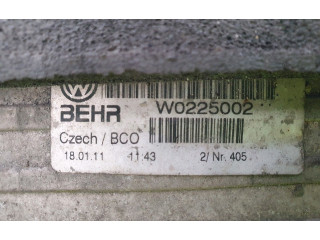 BEHR W0225002
Czech / BCO
18.01.11 11:43 2/ Nr. 405